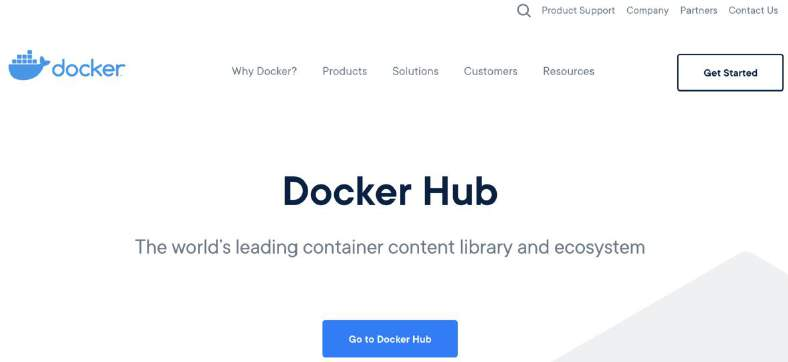 Product Support Company Partners Contact Us
docker
Why Docker? Products Solutions Customers Resources
Get Started
Docker Hub
The world's leading container content library and ecosystem
Go to Docker Hub